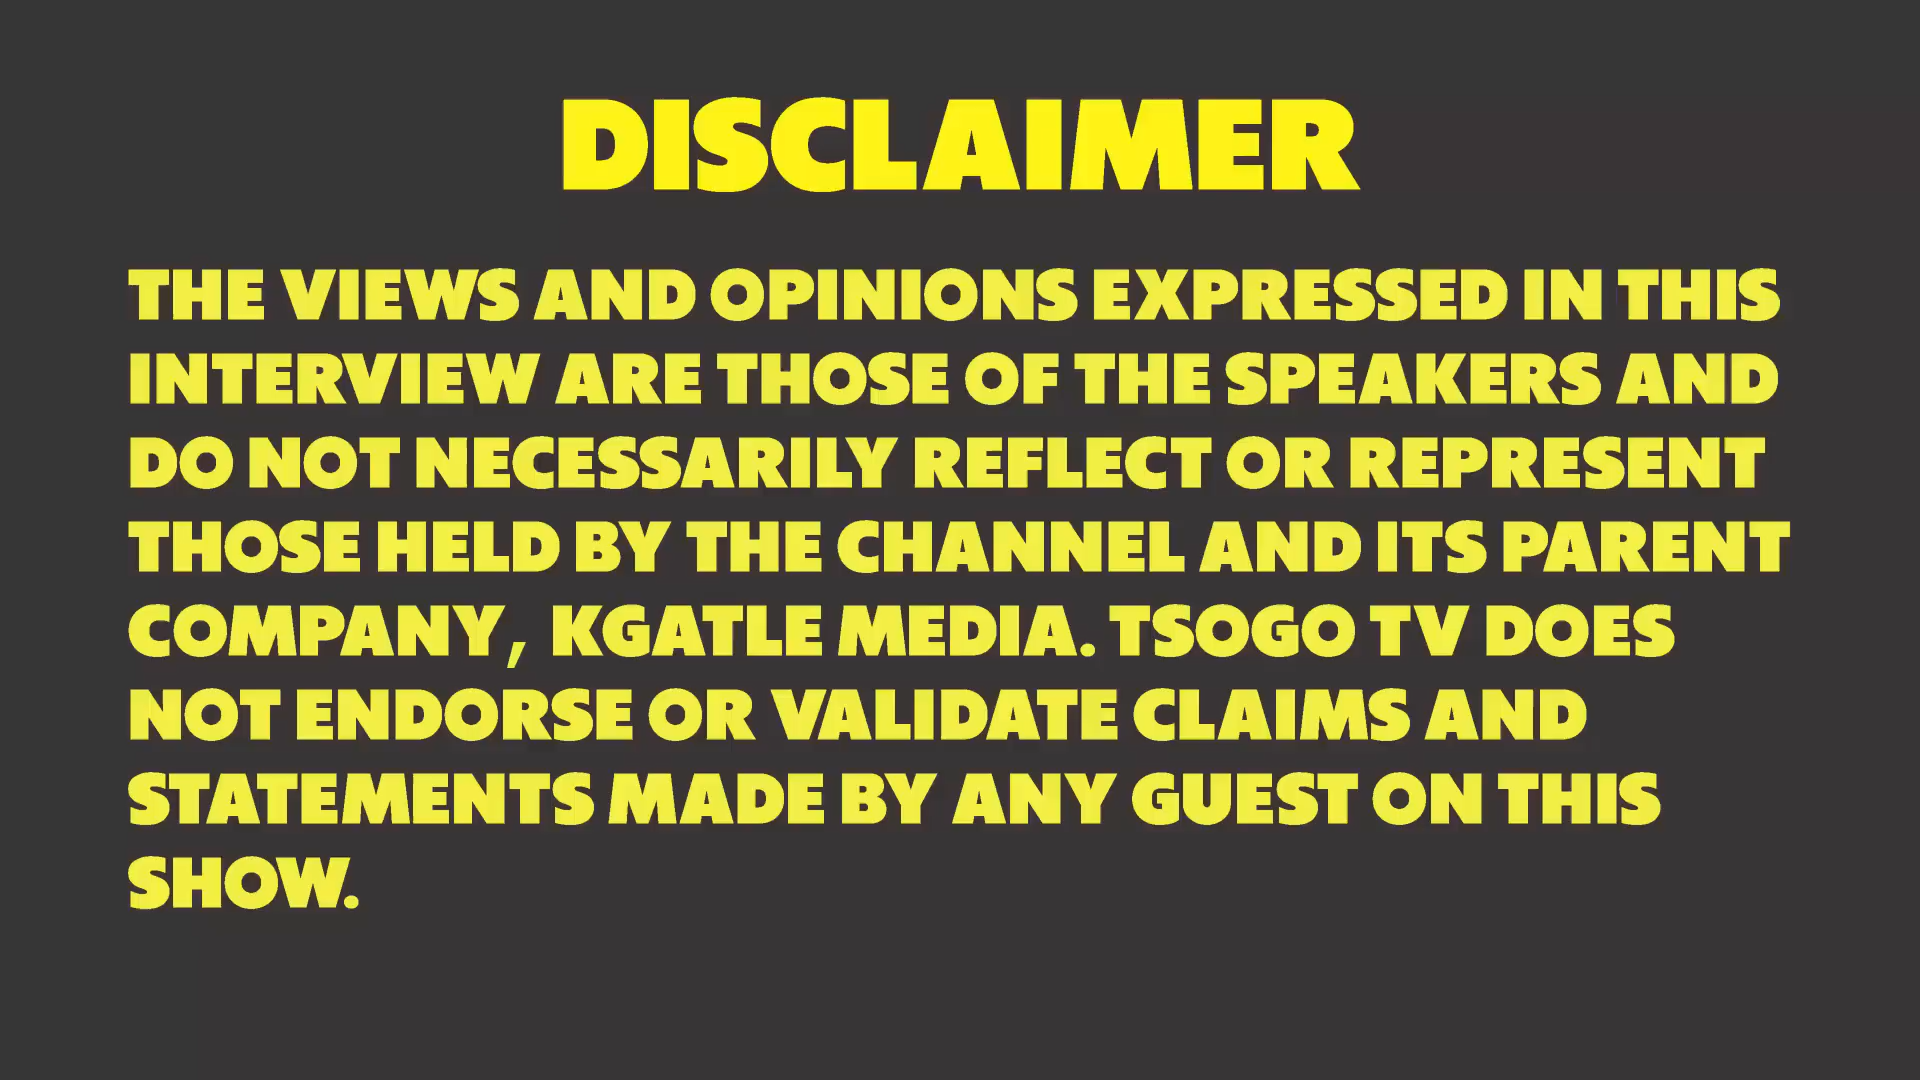 DISCLAIMER
THE VIEWS AND OPINIONS EXPRESSED IN THIS
INTERVIEW ARE THOSE OF THE SPEAKERS AND
DO NOT NECESSARILY REFLECT OR REPRESENT
THOSE HELD BY THE CHANNEL AND ITS PARENT
COMPANY, KGATLE MEDIA. TSOGO TV DOES
NOT ENDORSE OR VALIDATE CLAIMS AND
STATEMENTS MADE BY ANY GUEST ON THIS
SHOW.